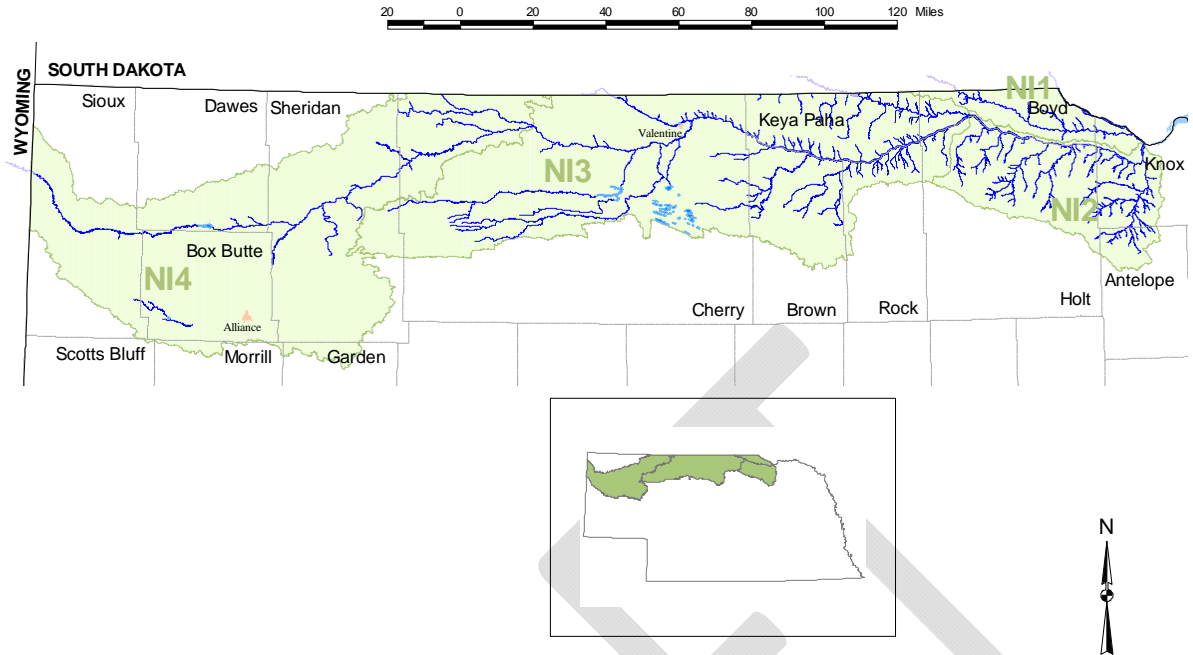 20 0 20 40 60 80 100 120 Miles
SOUTH DAKOTA
WYOMING
Sioux
Dawes
Sheridan
NI1
Boyd
Keya Paha
Valentine
Knox
NI3
NI2
Box Butte
NI4
Antelope
Holt
Cherry
Brown
Rock
Alliance
Scotts Bluff
Morrill
Garden
N